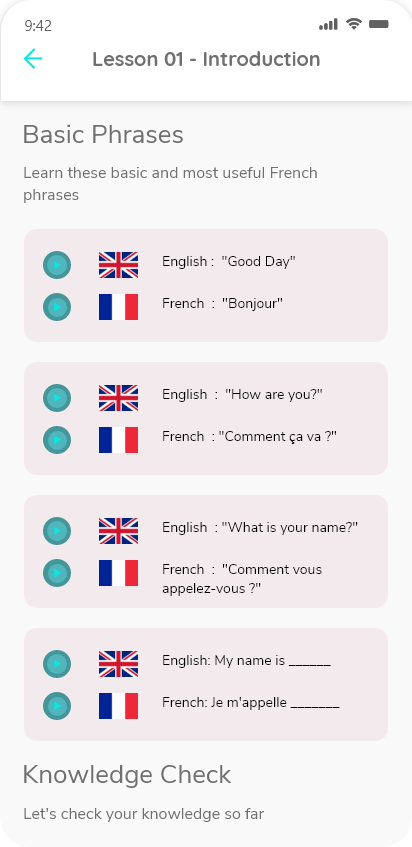 9:42
Lesson 01 - Introduction
Basic Phrases
Learn these basic and most useful French
phrases
English : "Good Day"
French : "Bonjour"
English : "How are you?"
French : "Comment ça va ?"
English : "What is your name?"
French : "Comment vous
appelez-vous ?"
English: My name is ______
French: Je m'appelle _______
Knowledge Check
Let's check your knowledge so far